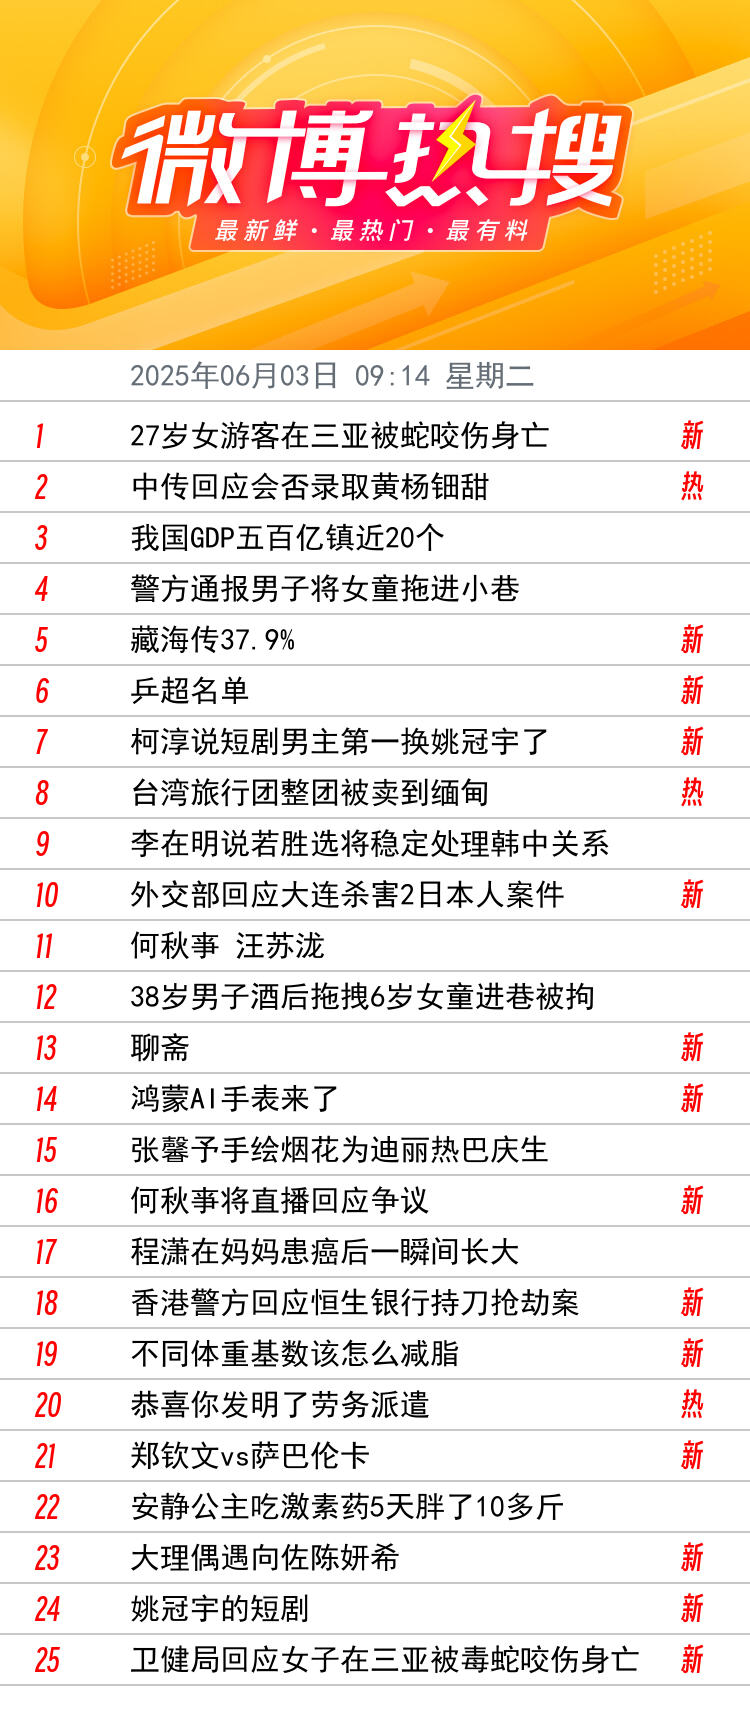 微博热搜
最新鲜·最热门·最有料
2025年06月03日 09:14 星期二
1 27岁女游客在三亚被蛇咬伤身亡 新
2 中传回应会否录取黄杨钿甜 热
3 我国GDP五百亿镇近20个
4 警方通报男子将女童拖进小巷
5 藏海传37.9% 新
6 乒超名单 新
7 柯淳说短剧男主第一换姚冠宇了 新
8 台湾旅行团整团被卖到缅甸 热
9 李在明说若胜选将稳定处理韩中关系
10 外交部回应大连杀害2日本人案件 新
11 何秋亊 汪苏泷
12 38岁男子酒后拖拽6岁女童进巷被拘
13 聊斋 新
14 鸿蒙AI手表来了 新
15 张馨予手绘烟花为迪丽热巴庆生
16 何秋亊将直播回应争议 新
17 程潇在妈妈患癌后一瞬间长大
18 香港警方回应恒生银行持刀抢劫案 新
19 不同体重基数该怎么减脂 新
20 恭喜你发明了劳务派遣 热
21 郑钦文vs萨巴伦卡 新
22 安静公主吃激素药5天胖了10多斤
23 大理偶遇向佐陈妍希 新
24 姚冠宇的短剧 新
25 卫健局回应女子在三亚被毒蛇咬伤身亡 新